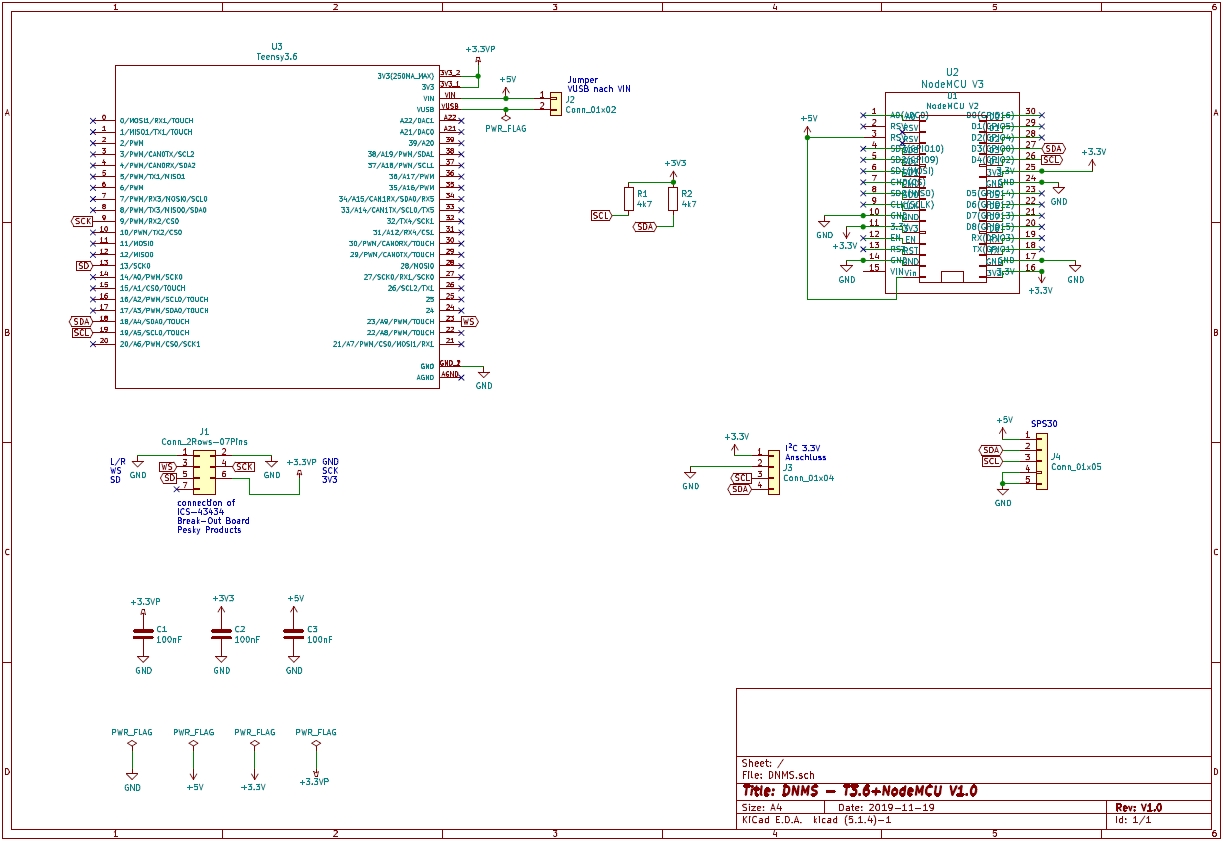 1 2 3 4 5 6
A
B
C
D
U3
Teensy3.6
0 0/MOSI1/RX1/TOUCH
1 1/MISO1/TX1/TOUCH
2 2/PWM
3 3/PWM/CAN0TX/SCL2
4 4/PWM/CAN0RX/SDA2
5 5/PWM/TX1/MISO1
6 6/PWM
7 7/PWM/RX3/MOSI0/SCL0
8 8/PWM/TX3/MISO0/SDA0
SCK 9 9/PWM/RX2/CS0
10 10/PWM/TX2/CS0
11 11/MOSI0
12 12/MISO0
SD 13 13/SCK0
14 14/A0/PWM/SCK0
15 15/A1/CS0/TOUCH
16 16/A2/PWM/SCL0/TOUCH
17 17/A3/PWM/SDA0/TOUCH
SDA 18 18/A4/SDA0/TOUCH
SCL 19 19/A5/SCL0/TOUCH
20 20/A6/PWM/CS0/SCK1
3V3(250MA_MAX) 3V3_2
3V3 3V3_1
VIN VIN
VUSB VUSB
A22/DAC1 A22
A21/DAC0 A21
39/A20 39
38/A19/PWM/SDA1 38
37/A18/PWM/SCL1 37
36/A17/PWM 36
35/A16/PWM 35
34/A15/CAN1RX/SDA0/RX5 34
33/A14/CAN1TX/SCL0/TX5 33
32/TX4/SCK1 32
31/A12/RX4/CS1 31
30/PWM/CAN0RX/TOUCH 30
29/PWM/CAN0TX/TOUCH 29
28/MOSI0 28
27/SCK0/RX1/SCK0 27
26/SCL2/TX1 26
25 25
24 24
23/A9/PWM/TOUCH 23 WS
22/A8/PWM/TOUCH 22
21/A7/PWM/CS0/MOSI1/RX1 21
GND GND_2
AGND AGND
GND
+3.3VP
+5V
PWR_FLAG
Jumper
VUSB nach VIN
1
2
J2
Conn_01x02
+3V3
R1
4k7
R2
4k7
SCL
SDA
U2
NodeMCU V3
U1
NodeMCU V2
+5V
1 A0(ADC0)
2 RSV
3 RSV
4 SD3(GPIO10)
5 SD2(GPIO9)
6 SD1(MOSI)
7 CMD(CS)
8 SD0(MISO)
9 CLK(SCLK)
10 GND
11 3.3V
12 EN
13 RST
14 GND
15 VIN
D0(GPIO16) 30
D1(GPIO5) 29
D2(GPIO4) 28
D3(GPIO0) 27 SDA
D4(GPIO2) 26 SCL
3.3V 25
GND 24
D5(GPIO14) 23
D6(GPIO12) 22
D7(GPIO13) 21
D8(GPIO15) 20
RX(GPIO3) 19
TX(GPIO1) 18
GND 17
3.3V 16
RSV
RSV
GND
3V3
EN
RST
GND
Vin
3V3
GND
3V3
GND
+3.3V
GND
+3.3V
GND
GND
+3.3V
J1
Conn_2Rows-07Pins
L/R
WS
SD
GND
WS
SD
1 2
3 4
5 6
7
SCK
GND
+3.3VP
GND
SCK
3V3
connection of
ICS-43434
Break-Out Board
Pesky Products
+3.3V
I²C 3.3V
Anschluss
GND
SCL
SDA
1
2
3
4
J3
Conn_01x04
+5V
SPS30
SDA
SCL
GND
1
2
3
4
5
J4
Conn_01x05
+3.3VP
C1
100nF
GND
+3V3
C2
100nF
GND
+5V
C3
100nF
GND
PWR_FLAG PWR_FLAG PWR_FLAG PWR_FLAG
GND +5V +3.3V +3.3VP
Sheet: /
File: DNMS.sch
Title: DNMS – T3.6+NodeMCU V1.0
Size: A4 Date: 2019-11-19 Rev: V1.0
KiCad E.D.A. kicad (5.1.4)-1 Id: 1/1
1 2 3 4 5 6
A
B
C
D